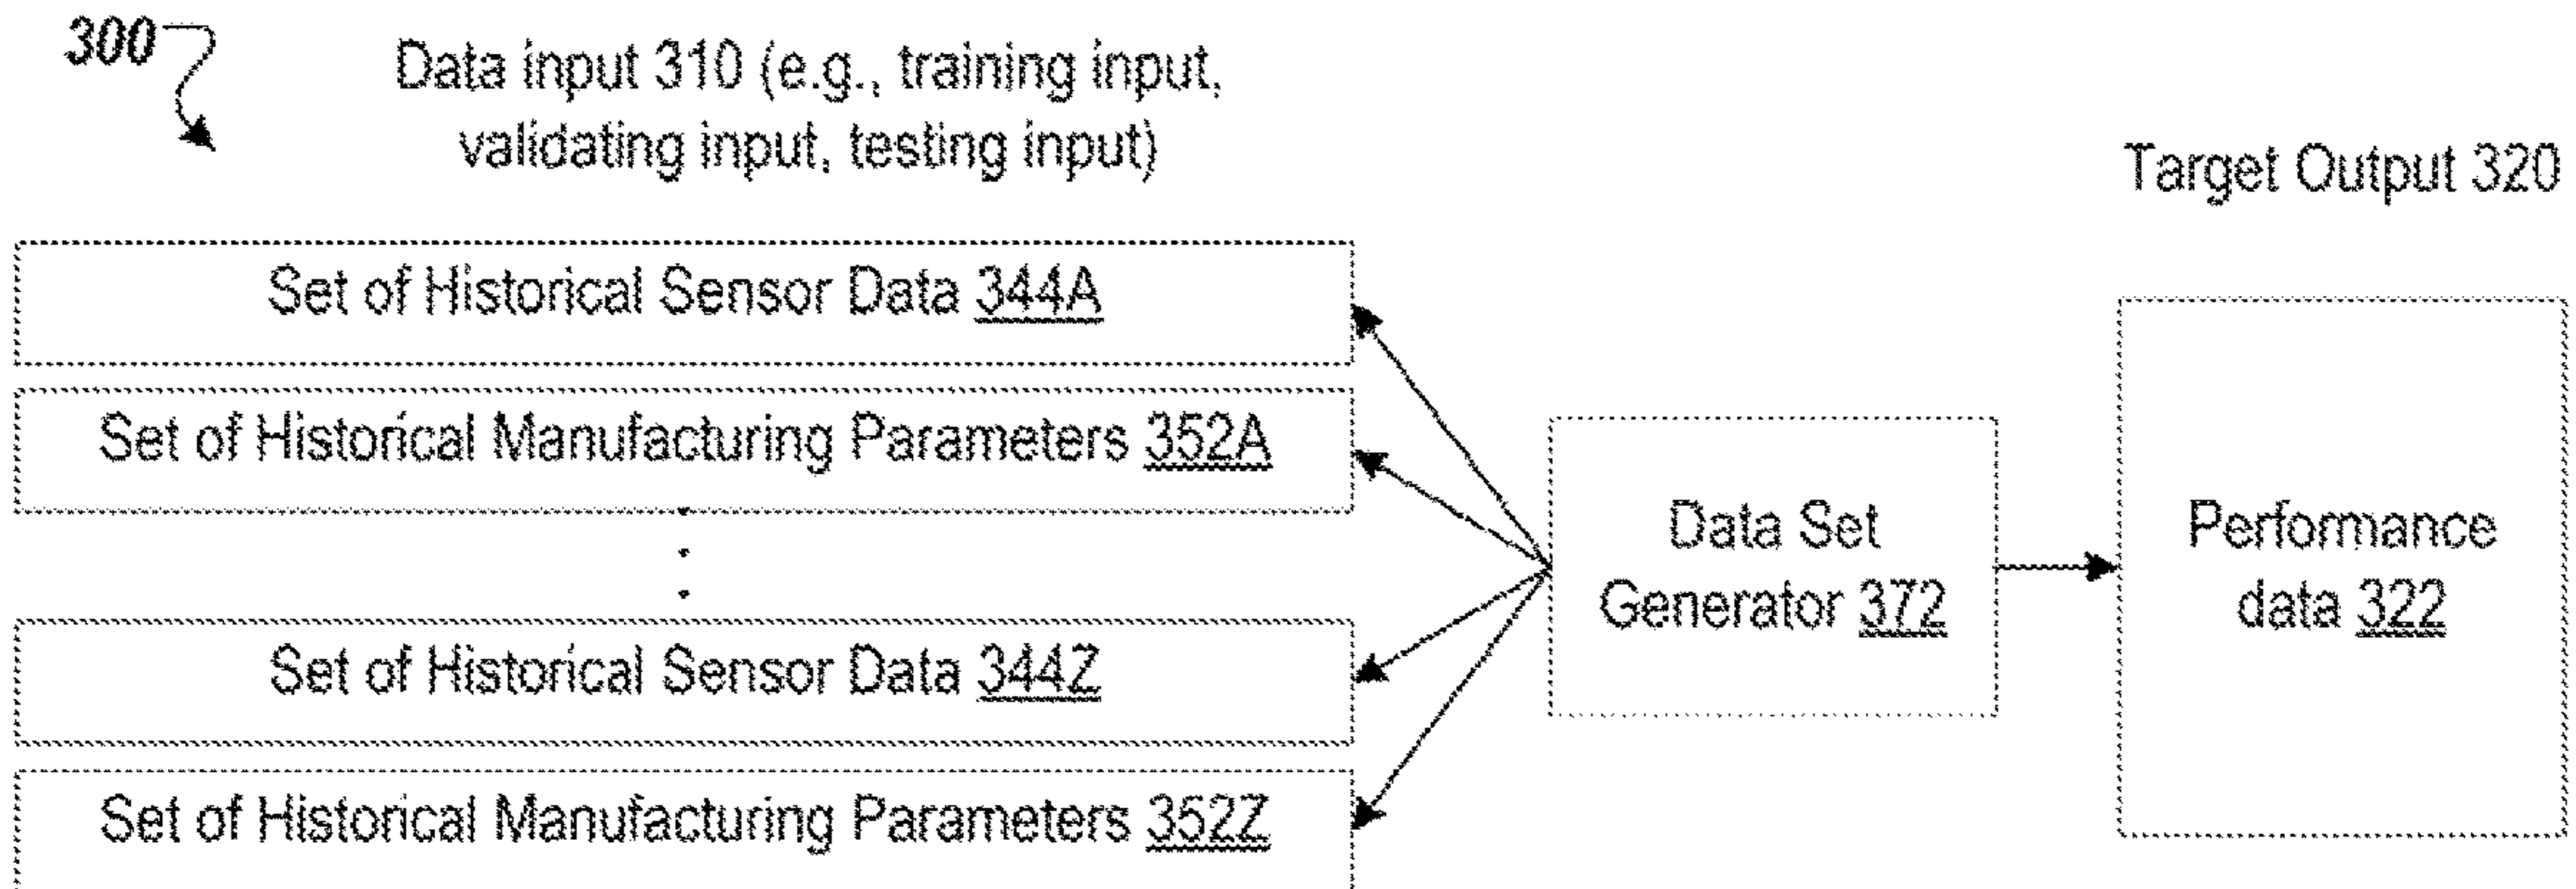 300
Data input 310 (e.g., training input,
validating input, testing input)
Target Output 320
Set of Historical Sensor Data 344A
Set of Historical Manufacturing Parameters 352A
Set of Historical Sensor Data 344Z
Set of Historical Manufacturing Parameters 352Z
Data Set
Generator 372
Performance
data 322